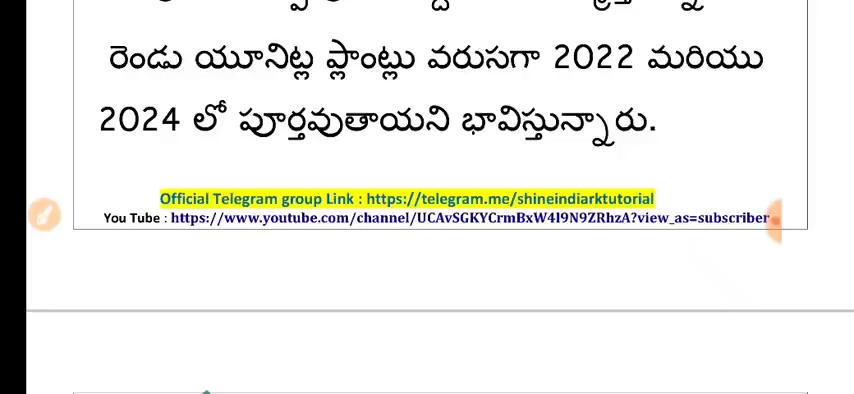 రెండు యూనిట్ల ప్లాంట్లు వరుసగా 2022 మరియు
2024 లో పూర్తవుతాయని భావిస్తున్నారు.
Official Telegram group Link : https://telegram.me/shineindiarktutorial
You Tube : https://www.youtube.com/channel/UCAvSGKYCrmBxW4l9N9ZRhzA?view_as=subscriber